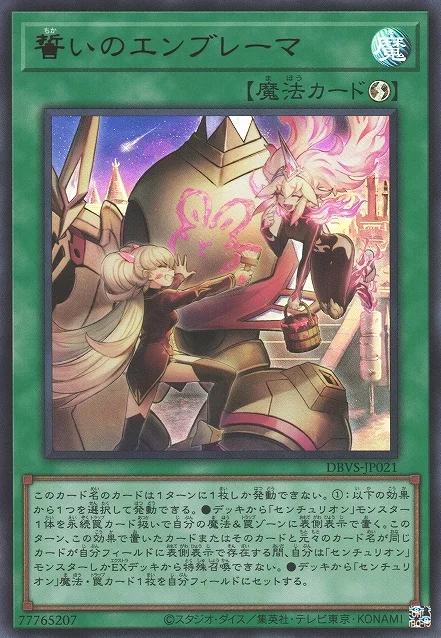 誓いのエンブレーマ
魔
【魔法カード】
DBVS-JP021
このカード名のカードは1ターンに1枚しか発動できない。①:以下の効果
から1つを選択して発動できる。●デッキから「センチュリオン」モンスター
1体を永続罠カード扱いで自分の魔法&罠ゾーンに表側表示で置く。この
ターン、この効果で置いたカードまたはそのカードと元々のカード名が同じ
カードが自分フィールドに表側表示で存在する間、自分は「センチュリオン」
モンスターしかEXデッキから特殊召喚できない。●デッキから「センチュリ
オン」魔法・罠カード1枚を自分フィールドにセットする。
77765207
©スタジオ・ダイス/集英社・テレビ東京・KONAMI